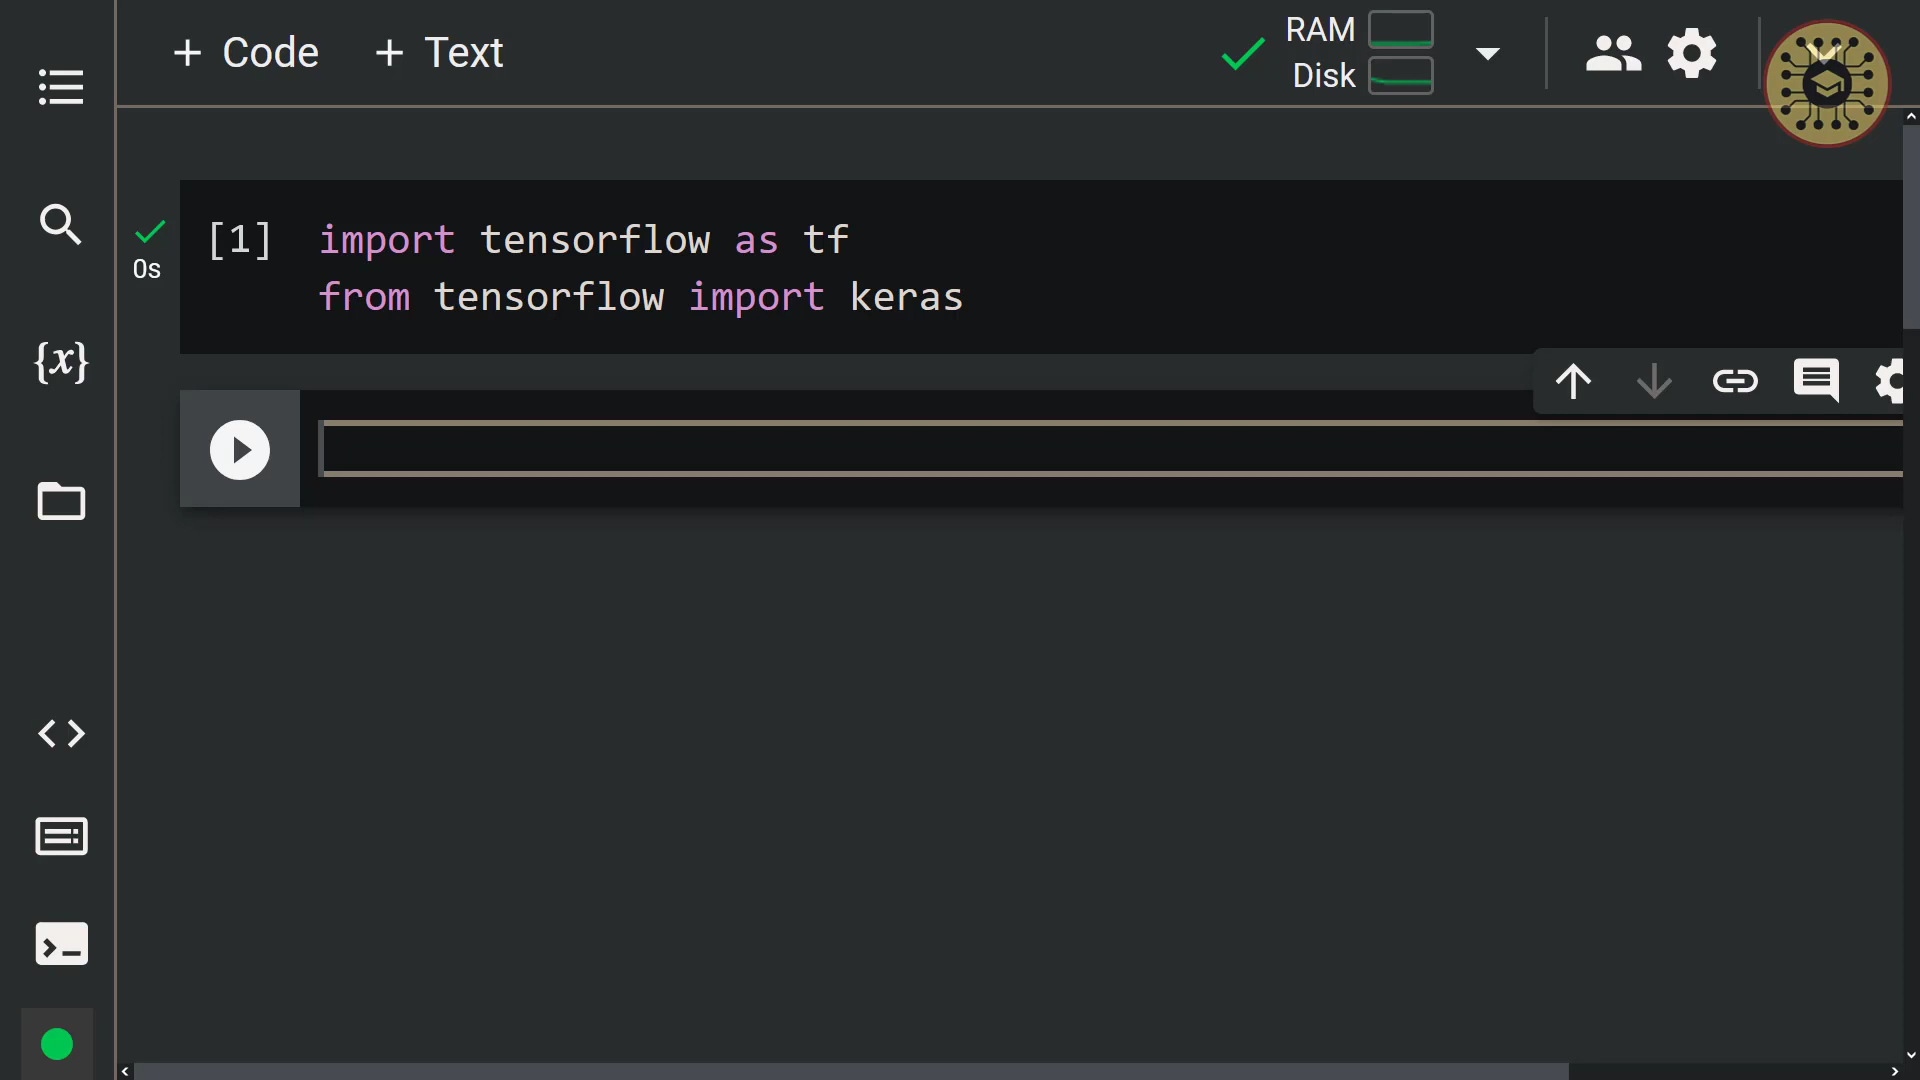 + Code + Text
RAM
Disk
[1] import tensorflow as tf
0s
from tensorflow import keras
{x}